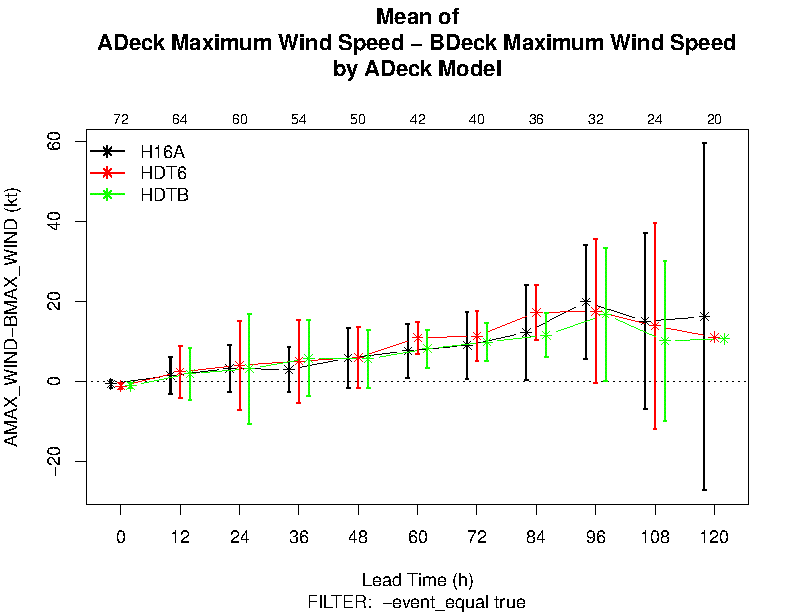 Mean of
ADeck Maximum Wind Speed – BDeck Maximum Wind Speed
by ADeck Model
72 64 60 54 50 42 40 36 32 24 20
H16A
HDT6
HDTB
AMAX_WIND–BMAX_WIND (kt)
60
40
20
0
−20
0 12 24 36 48 60 72 84 96 108 120
Lead Time (h)
FILTER: –event_equal true